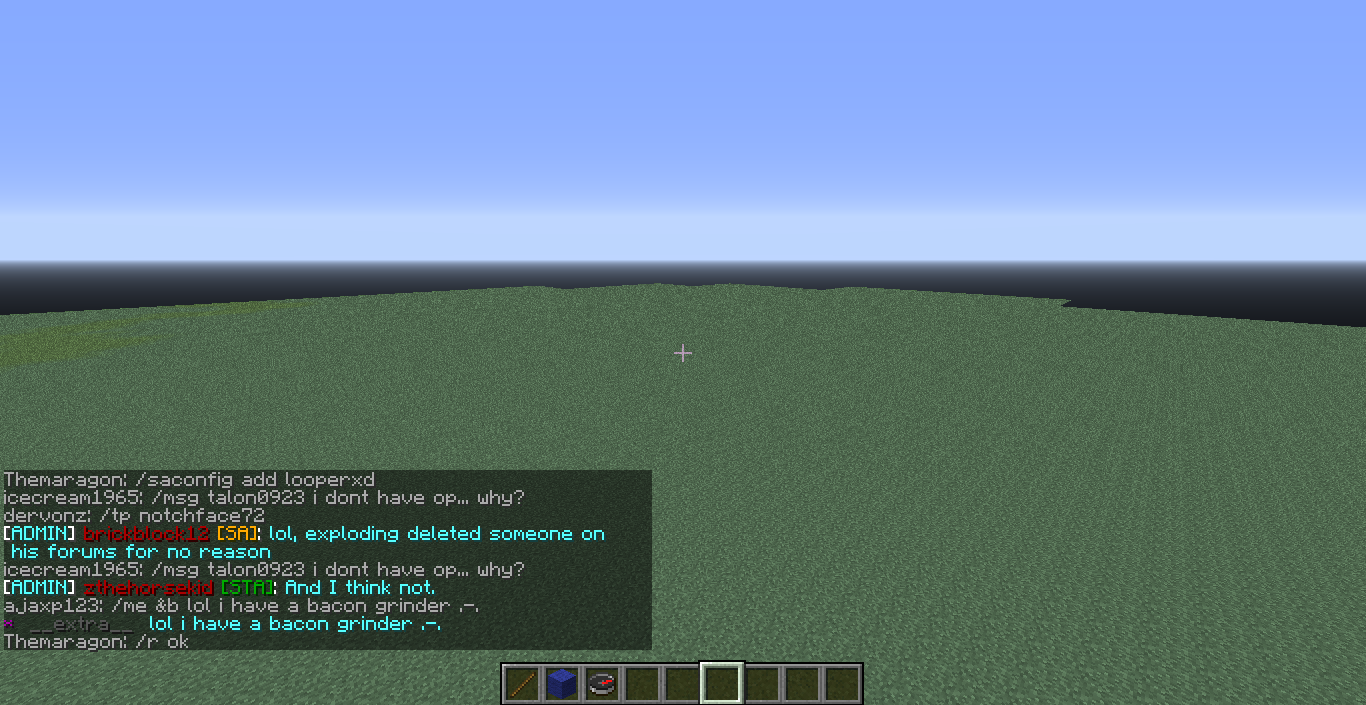 Themaragon: /saconfig add looperxd
icecream1965: /msg talon0923 i dont have op... why?
dervonz: /tp notchface72
[ADMIN] brickblock12 [SA]: lol, exploding deleted someone on
his forums for no reason
icecream1965: /msg talon0923 i dont have op... why?
[ADMIN] zthehorsekid [STA]: And I think not.
ajaxp123: /me &b lol i have a bacon grinder .-.
* __extra__ lol i have a bacon grinder .-.
Themaragon: /r ok